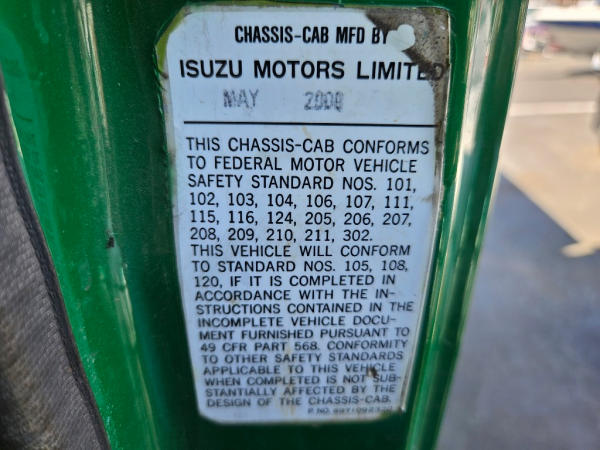 CHASSIS-CAB MFD BY
ISUZU MOTORS LIMITED
MAY 2000
THIS CHASSIS-CAB CONFORMS
TO FEDERAL MOTOR VEHICLE
SAFETY STANDARD NOS. 101,
102, 103, 104, 106, 107, 111,
115, 116, 124, 205, 206, 207,
208, 209, 210, 211, 302.
THIS VEHICLE WILL CONFORM
TO STANDARD NOS. 105, 108,
120, IF IT IS COMPLETED IN
ACCORDANCE WITH THE IN-
STRUCTIONS CONTAINED IN THE
INCOMPLETE VEHICLE DOCU-
MENT FURNISHED PURSUANT TO
49 CFR PART 568. CONFORMITY
TO OTHER SAFETY STANDARDS
APPLICABLE TO THIS VEHICLE
WHEN COMPLETED IS NOT SUB-
STANTIALLY AFFECTED BY THE
DESIGN OF THE CHASSIS-CAB.
P.NO.